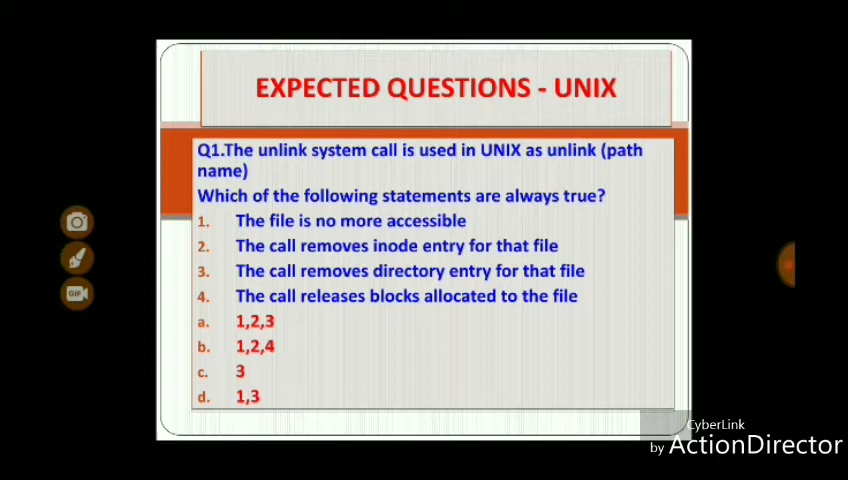 EXPECTED QUESTIONS - UNIX
Q1.The unlink system call is used in UNIX as unlink (path
name)
Which of the following statements are always true?
1. The file is no more accessible
2. The call removes inode entry for that file
3. The call removes directory entry for that file
4. The call releases blocks allocated to the file
a. 1,2,3
b. 1,2,4
c. 3
d. 1,3
GIF
CyberLink
by ActionDirector